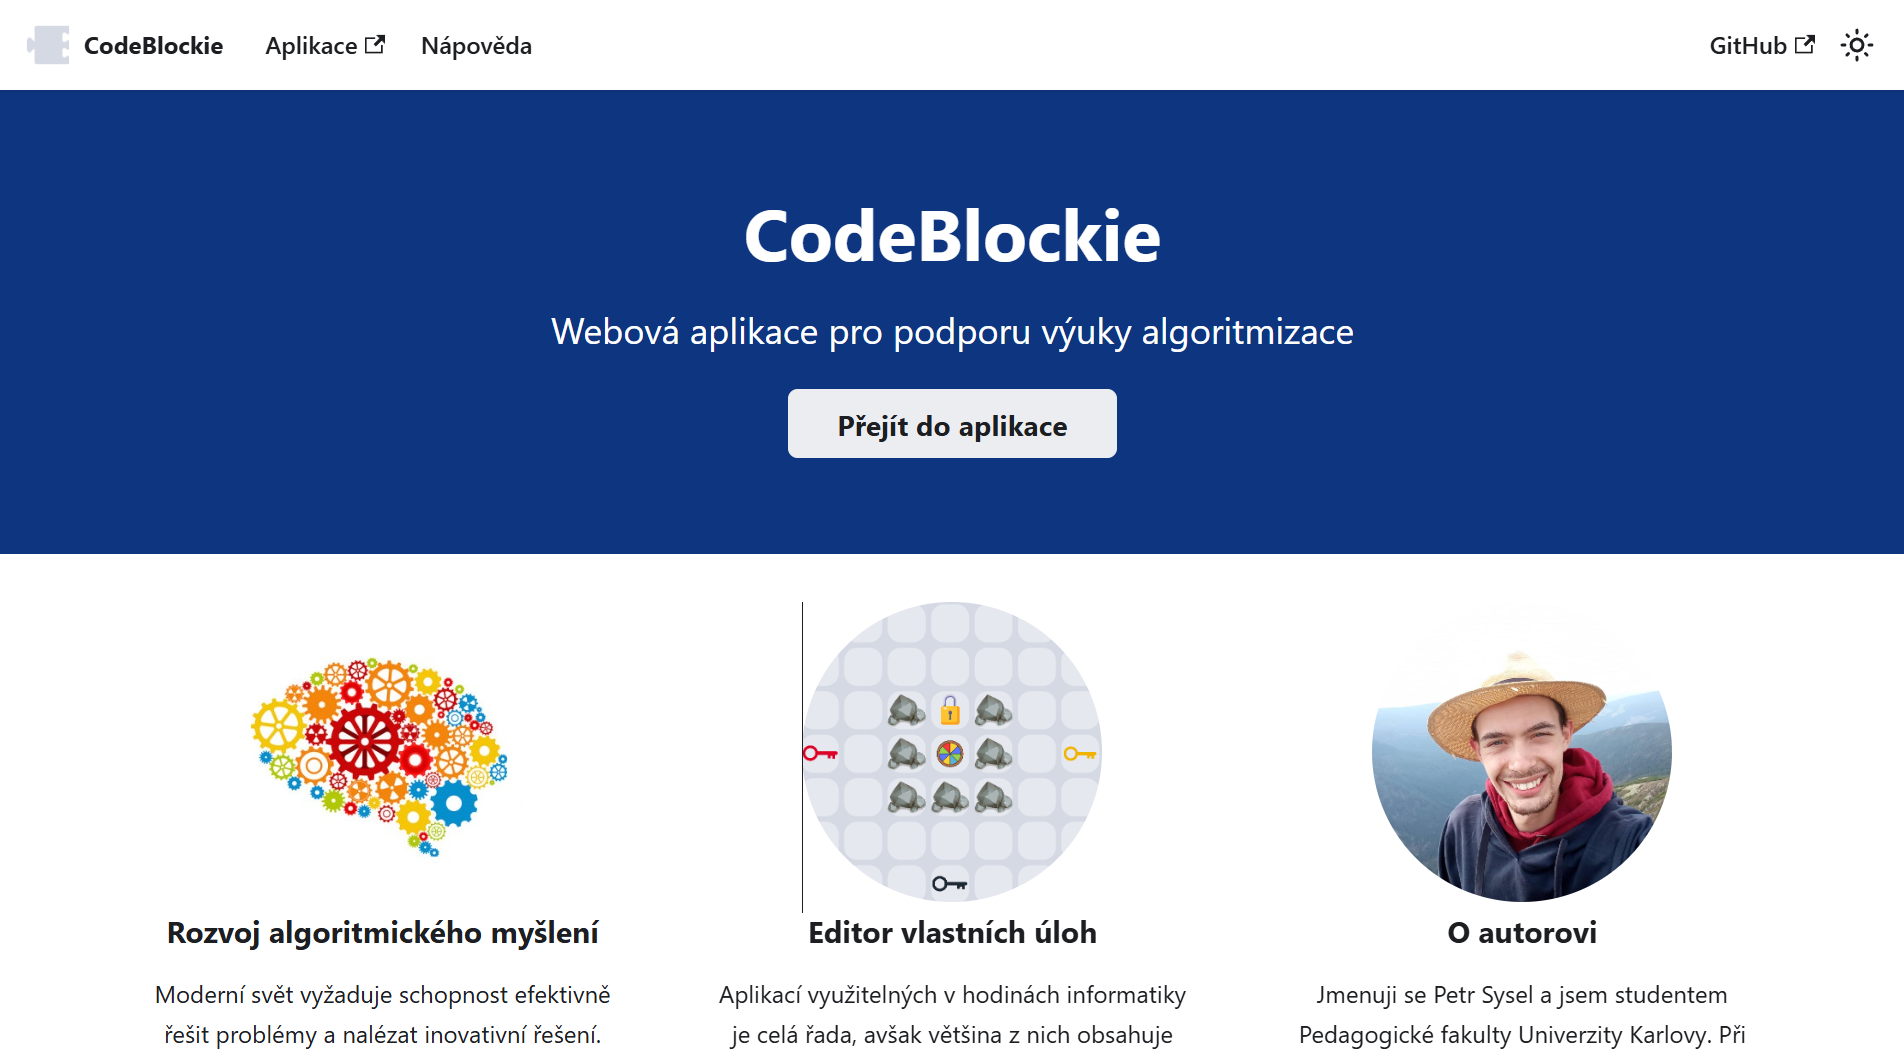 CodeBlockie
Aplikace
Nápověda
GitHub
CodeBlockie
Webová aplikace pro podporu výuky algoritmizace
Přejít do aplikace
Rozvoj algoritmického myšlení
Moderní svět vyžaduje schopnost efektivně
řešit problémy a nalézat inovativní řešení.
Editor vlastních úloh
Aplikací využitelných v hodinách informatiky
je celá řada, avšak většina z nich obsahuje
O autorovi
Jmenuji se Petr Sysel a jsem studentem
Pedagogické fakulty Univerzity Karlovy. Při